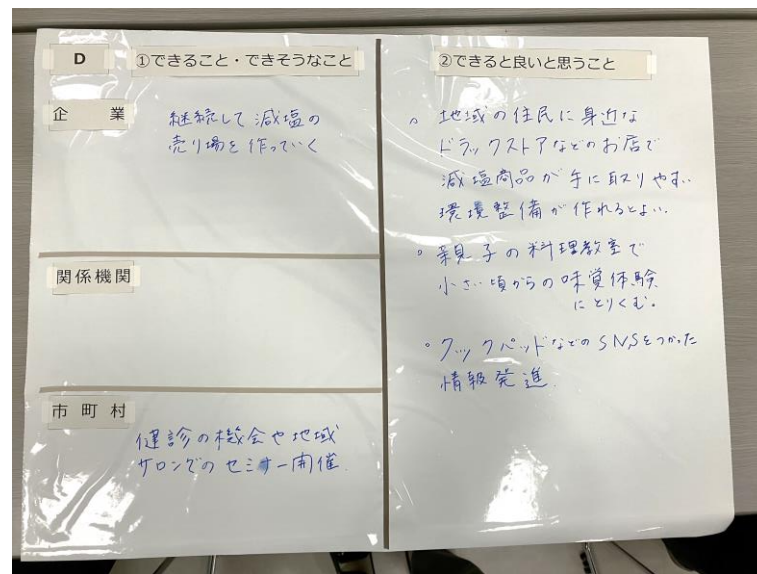 D
①できること・できそうなこと
企業
継続して減塩の
売り場を作っていく
関係機関
市町村
健診の機会や地域
サロンでのセミナー開催
②できると良いと思うこと
。地域の住民に身近な
ドラックストアなどのお店で
減塩商品が手に取りやすい
環境整備が作れるとよい.
。親子の料理教室で
小さい頃からの味覚体験
にとりくむ。
・クックパッドなどのSNSをつかった
情報発進.